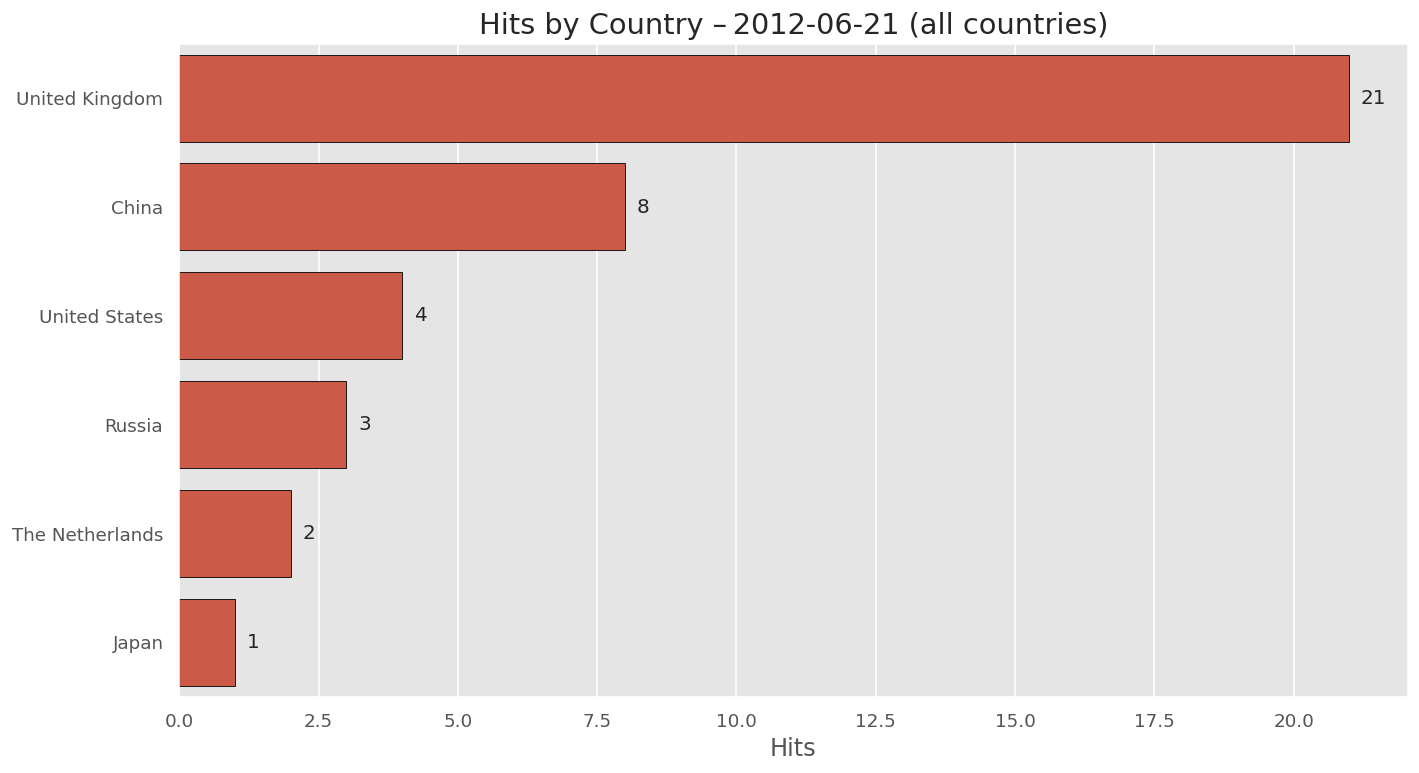 Hits by Country – 2012-06-21 (all countries)
United Kingdom 21
China 8
United States 4
Russia 3
The Netherlands 2
Japan 1
0.0 2.5 5.0 7.5 10.0 12.5 15.0 17.5 20.0
Hits